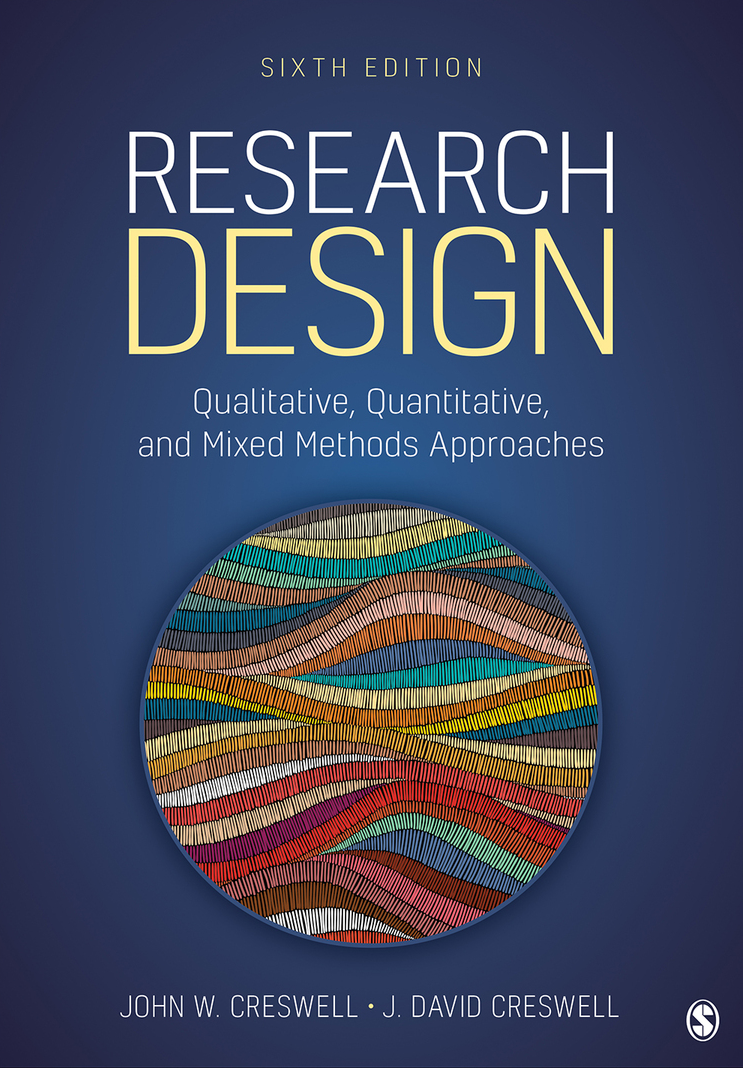 SIXTH EDITION
RESEARCH
DESIGN
Qualitative, Quantitative,
and Mixed Methods Approaches
JOHN W. CRESWELL • J. DAVID CRESWELL
S